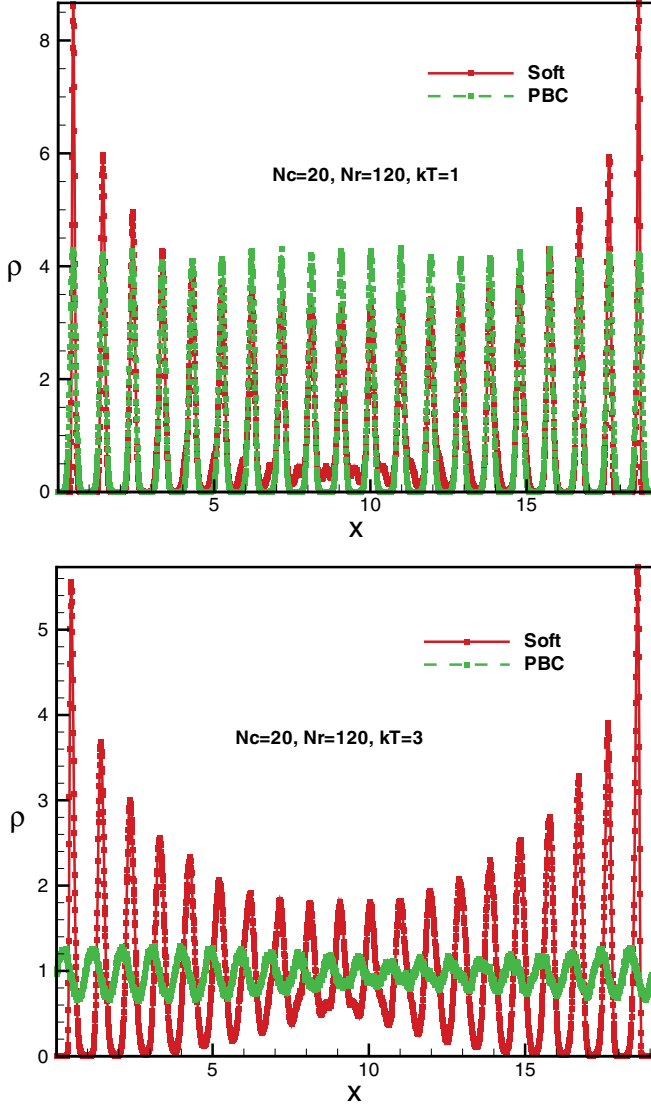 8
Soft
PBC
6
Nc=20, Nr=120, kT=1
ρ
4
2
0
5
10
15
x
5
Soft
PBC
4
Nc=20, Nr=120, kT=3
3
ρ
2
1
0
5
10
15
x